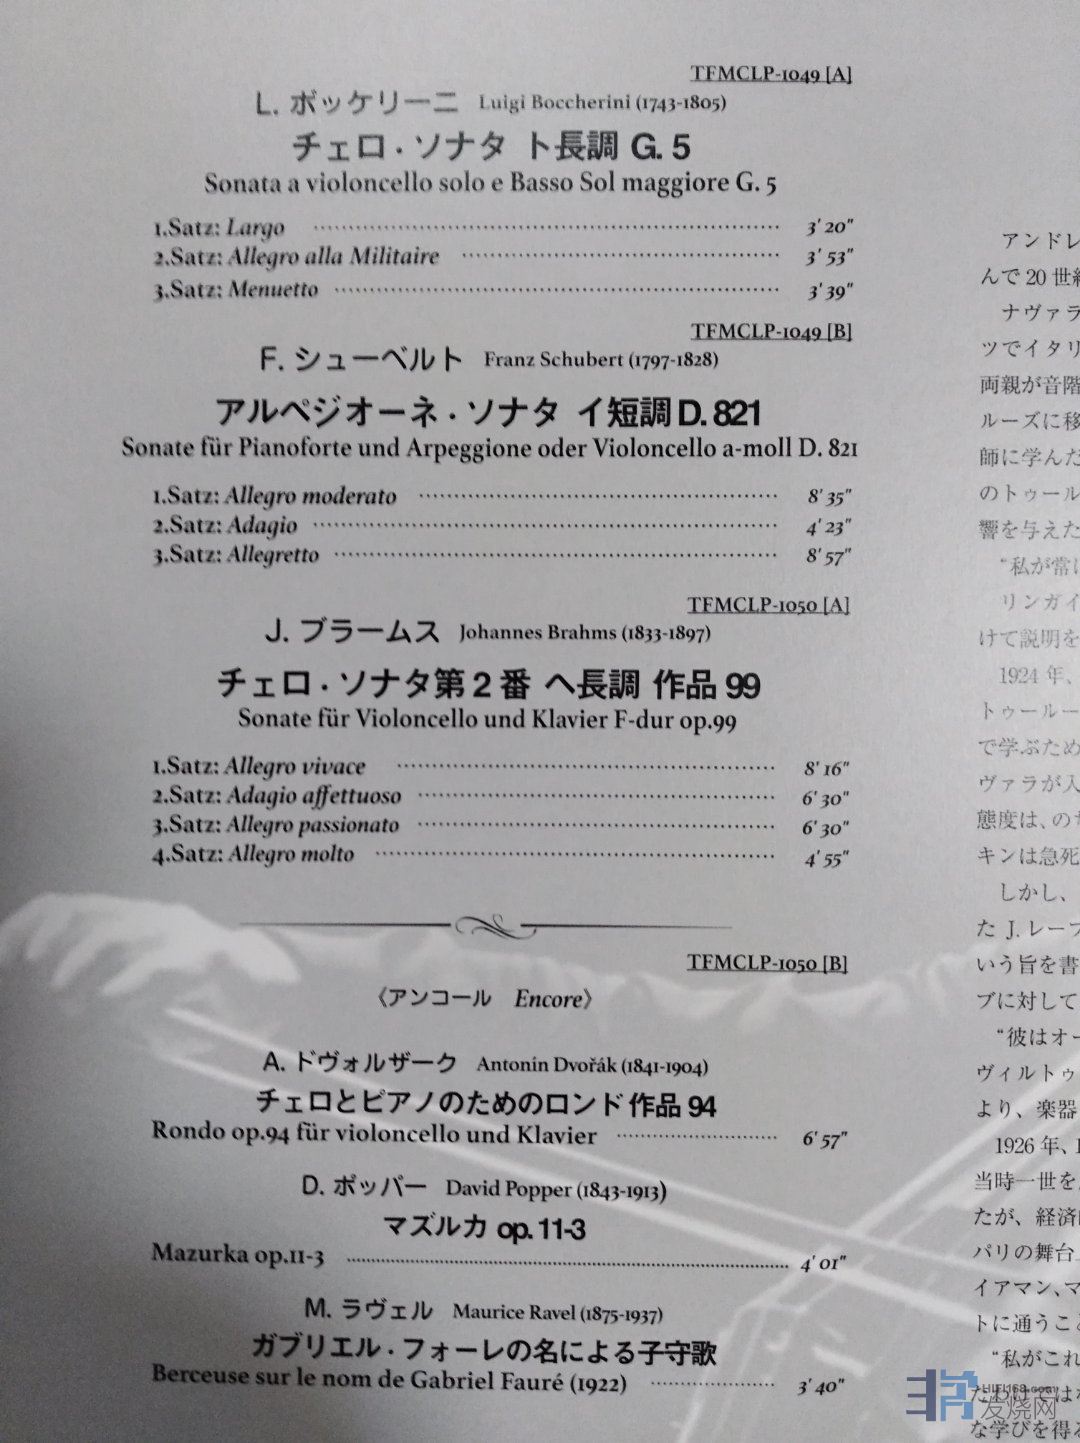 TFMCLP-1049 [A]
L. ボッケリーニ Luigi Boccherini (1743-1805)
チェロ・ソナタ ト長調 G. 5
Sonata a violoncello solo e Basso Sol maggiore G. 5
1.Satz: Largo ………… 3' 20"
2.Satz: Allegro alla Militaire ………… 3' 53"
3.Satz: Menuetto ………… 3' 39"
TFMCLP-1049 [B]
F. シューベルト Franz Schubert (1797-1828)
アルペジオーネ・ソナタ イ短調 D. 821
Sonate für Pianoforte und Arpeggione oder Violoncello a-moll D. 821
1.Satz: Allegro moderato ………… 8' 35"
2.Satz: Adagio ………… 4' 23"
3.Satz: Allegretto ………… 8' 57"
TFMCLP-1050 [A]
J. ブラームス Johannes Brahms (1833-1897)
チェロ・ソナタ第2番 ヘ長調 作品 99
Sonate für Violoncello und Klavier F-dur op.99
1.Satz: Allegro vivace ………… 8' 16"
2.Satz: Adagio affettuoso ………… 6' 30"
3.Satz: Allegro passionato ………… 6' 30"
4.Satz: Allegro molto ………… 4' 55"
TFMCLP-1050 [B]
《アンコール Encore》
A. ドヴォルザーク Antonín Dvořák (1841-1904)
チェロとピアノのためのロンド 作品 94
Rondo op.94 für violoncello und Klavier ………… 6' 57"
D. ポッパー David Popper (1843-1913)
マズルカ op. 11-3
Mazurka op.11-3 ………… 4' 01"
M. ラヴェル Maurice Ravel (1875-1937)
ガブリエル・フォーレの名による子守歌
Berceuse sur le nom de Gabriel Fauré (1922) ………… 3' 40"
アンドレ
んで 20 世紀
ナヴァラ
ツでイタリ
両親が音階
ルーズに移
師に学んだ
のトゥール
響を与えた
“私が常に
リンガイ
けて説明を
1924 年、
トゥールー
で学ぶため
ヴァラが入
態度は、の
キンは急死
しかし、
た J. レーフ
いう旨を書
ブに対して
“彼はオー
ヴィルトゥ
より、楽器
1926 年、
当時一世を
たが、経済
パリの舞台
イアマン、マ
トに通うこと
“私がこれ
だわけでは
な学びを得る
HIFI168.com
发烧网